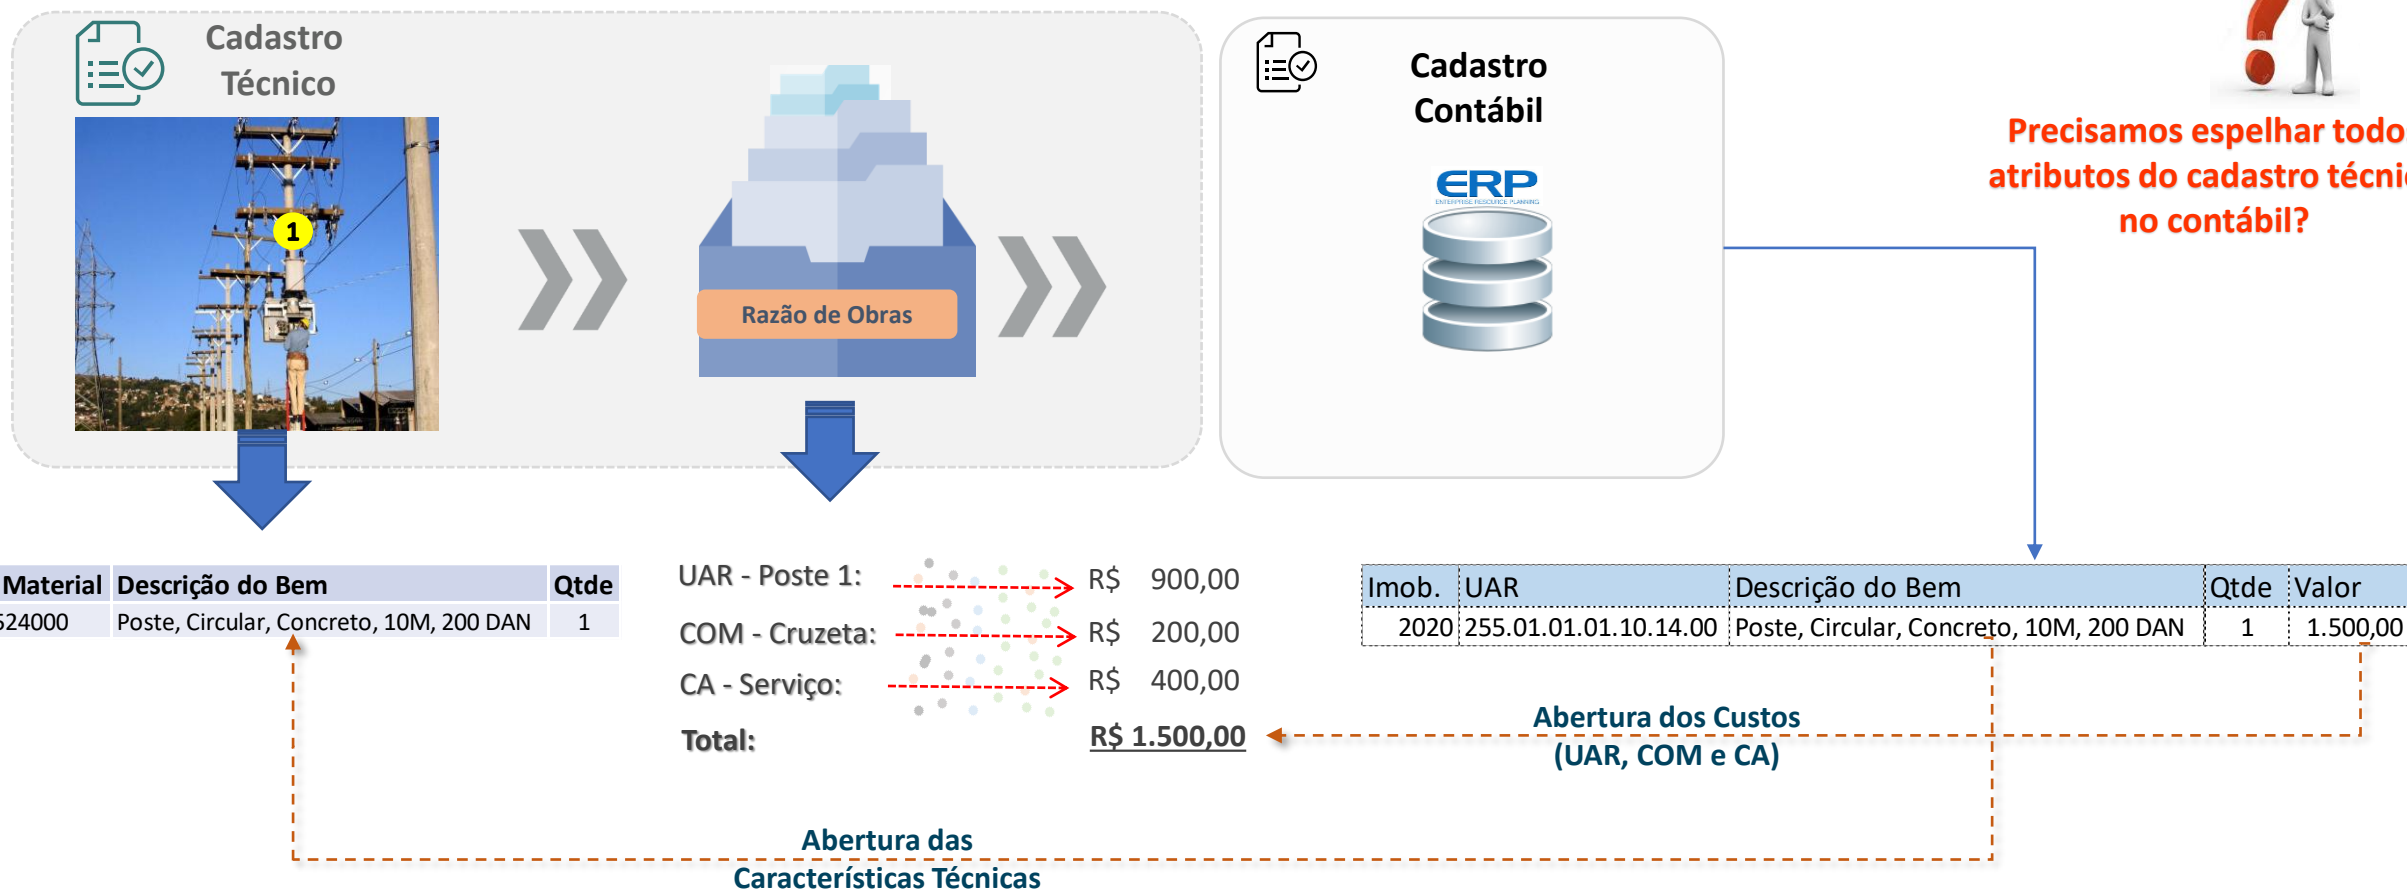 Cadastro
Técnico
Cadastro
Contábil
ERP
ENTERPRISE RESOURCE PLANNING
Precisamos espelhar todo
atributos do cadastro técni
no contábil?
1
Razão de Obras
Material Descrição do Bem Qtde
524000 Poste, Circular, Concreto, 10M, 200 DAN 1
UAR - Poste 1: R$ 900,00
COM - Cruzeta: R$ 200,00
CA - Serviço: R$ 400,00
Total: R$ 1.500,00
Imob. UAR Descrição do Bem Qtde Valor
2020 255.01.01.01.10.14.00 Poste, Circular, Concreto, 10M, 200 DAN 1 1.500,00
Abertura dos Custos
(UAR, COM e CA)
Abertura das
Características Técnicas